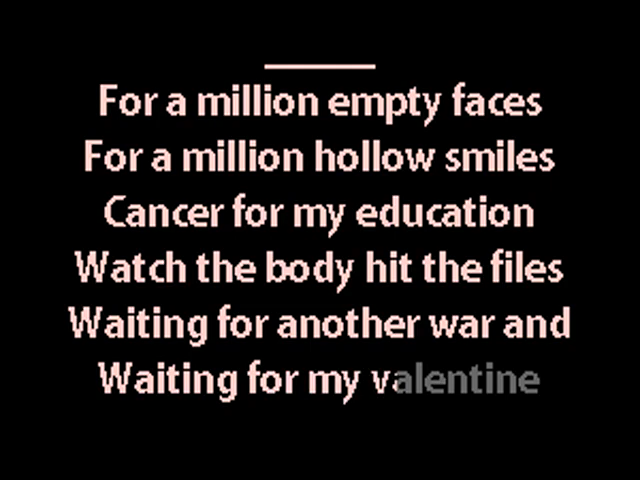 For a million empty faces
For a million hollow smiles
Cancer for my education
Watch the body hit the files
Waiting for another war and
Waiting for my valentine